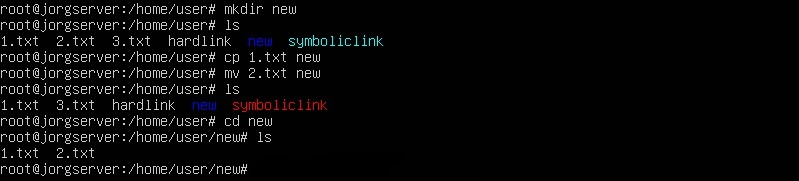 root@jorgserver:/home/user# mkdir new
root@jorgserver:/home/user# ls
1.txt  2.txt  3.txt  hardlink  new  symboliclink
root@jorgserver:/home/user# cp 1.txt new
root@jorgserver:/home/user# mv 2.txt new
root@jorgserver:/home/user# ls
1.txt  3.txt  hardlink  new  symboliclink
root@jorgserver:/home/user# cd new
root@jorgserver:/home/user/new# ls
1.txt  2.txt
root@jorgserver:/home/user/new#